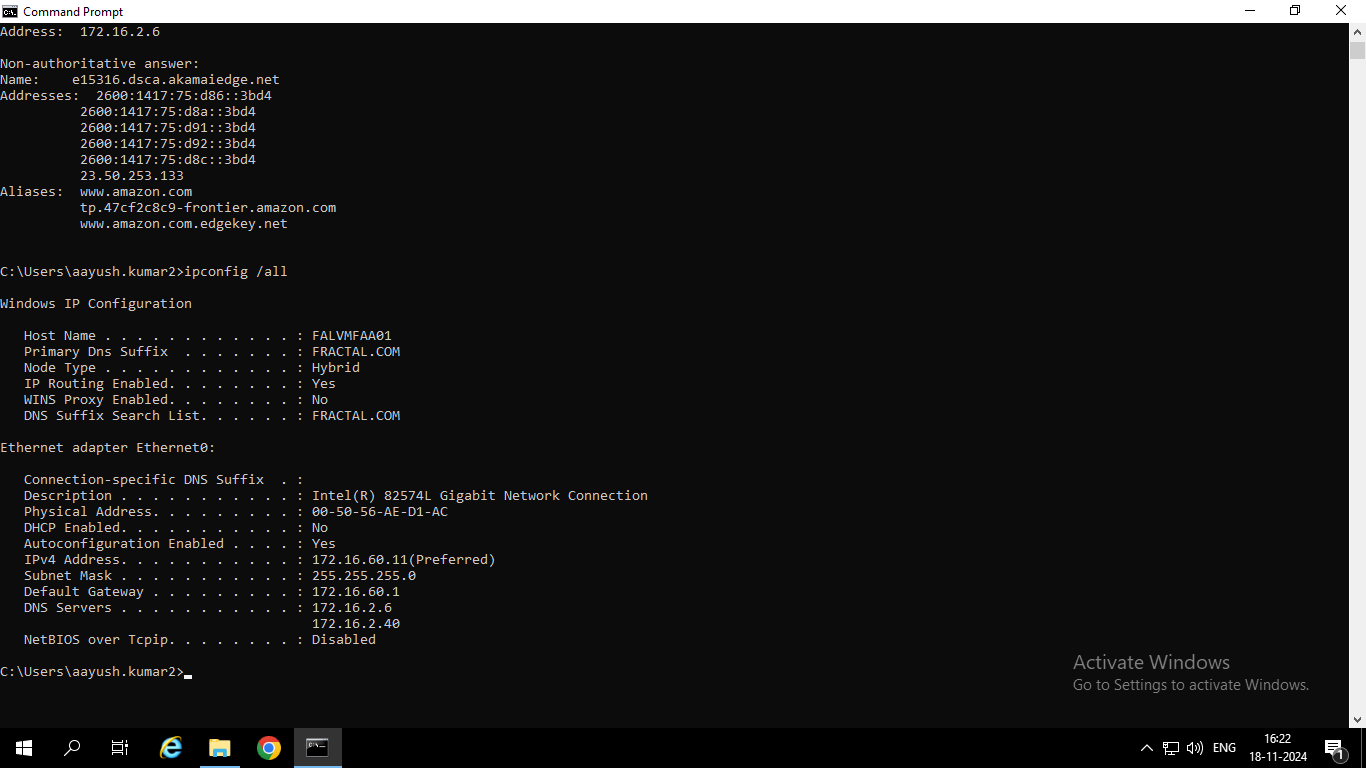 Command Prompt
Address:  172.16.2.6
Non-authoritative answer:
Name:    e15316.dsca.akamaiedge.net
Addresses:  2600:1417:75:d86::3bd4
2600:1417:75:d8a::3bd4
2600:1417:75:d91::3bd4
2600:1417:75:d92::3bd4
2600:1417:75:d8c::3bd4
23.50.253.133
Aliases:  www.amazon.com
tp.47cf2c8c9-frontier.amazon.com
www.amazon.com.edgekey.net
C:\Users\aayush.kumar2>ipconfig /all
Windows IP Configuration
Host Name . . . . . . . . . . . . : FALVMFAA01
Primary Dns Suffix  . . . . . . . : FRACTAL.COM
Node Type . . . . . . . . . . . . : Hybrid
IP Routing Enabled. . . . . . . . : Yes
WINS Proxy Enabled. . . . . . . . : No
DNS Suffix Search List. . . . . . : FRACTAL.COM
Ethernet adapter Ethernet0:
Connection-specific DNS Suffix  . :
Description . . . . . . . . . . . : Intel(R) 82574L Gigabit Network Connection
Physical Address. . . . . . . . . : 00-50-56-AE-D1-AC
DHCP Enabled. . . . . . . . . . . : No
Autoconfiguration Enabled . . . . : Yes
IPv4 Address. . . . . . . . . . . : 172.16.60.11(Preferred)
Subnet Mask . . . . . . . . . . . : 255.255.255.0
Default Gateway . . . . . . . . . : 172.16.60.1
DNS Servers . . . . . . . . . . . : 172.16.2.6
172.16.2.40
NetBIOS over Tcpip. . . . . . . . : Disabled
C:\Users\aayush.kumar2>
Activate Windows
Go to Settings to activate Windows.
ENG
16:22
18-11-2024
1